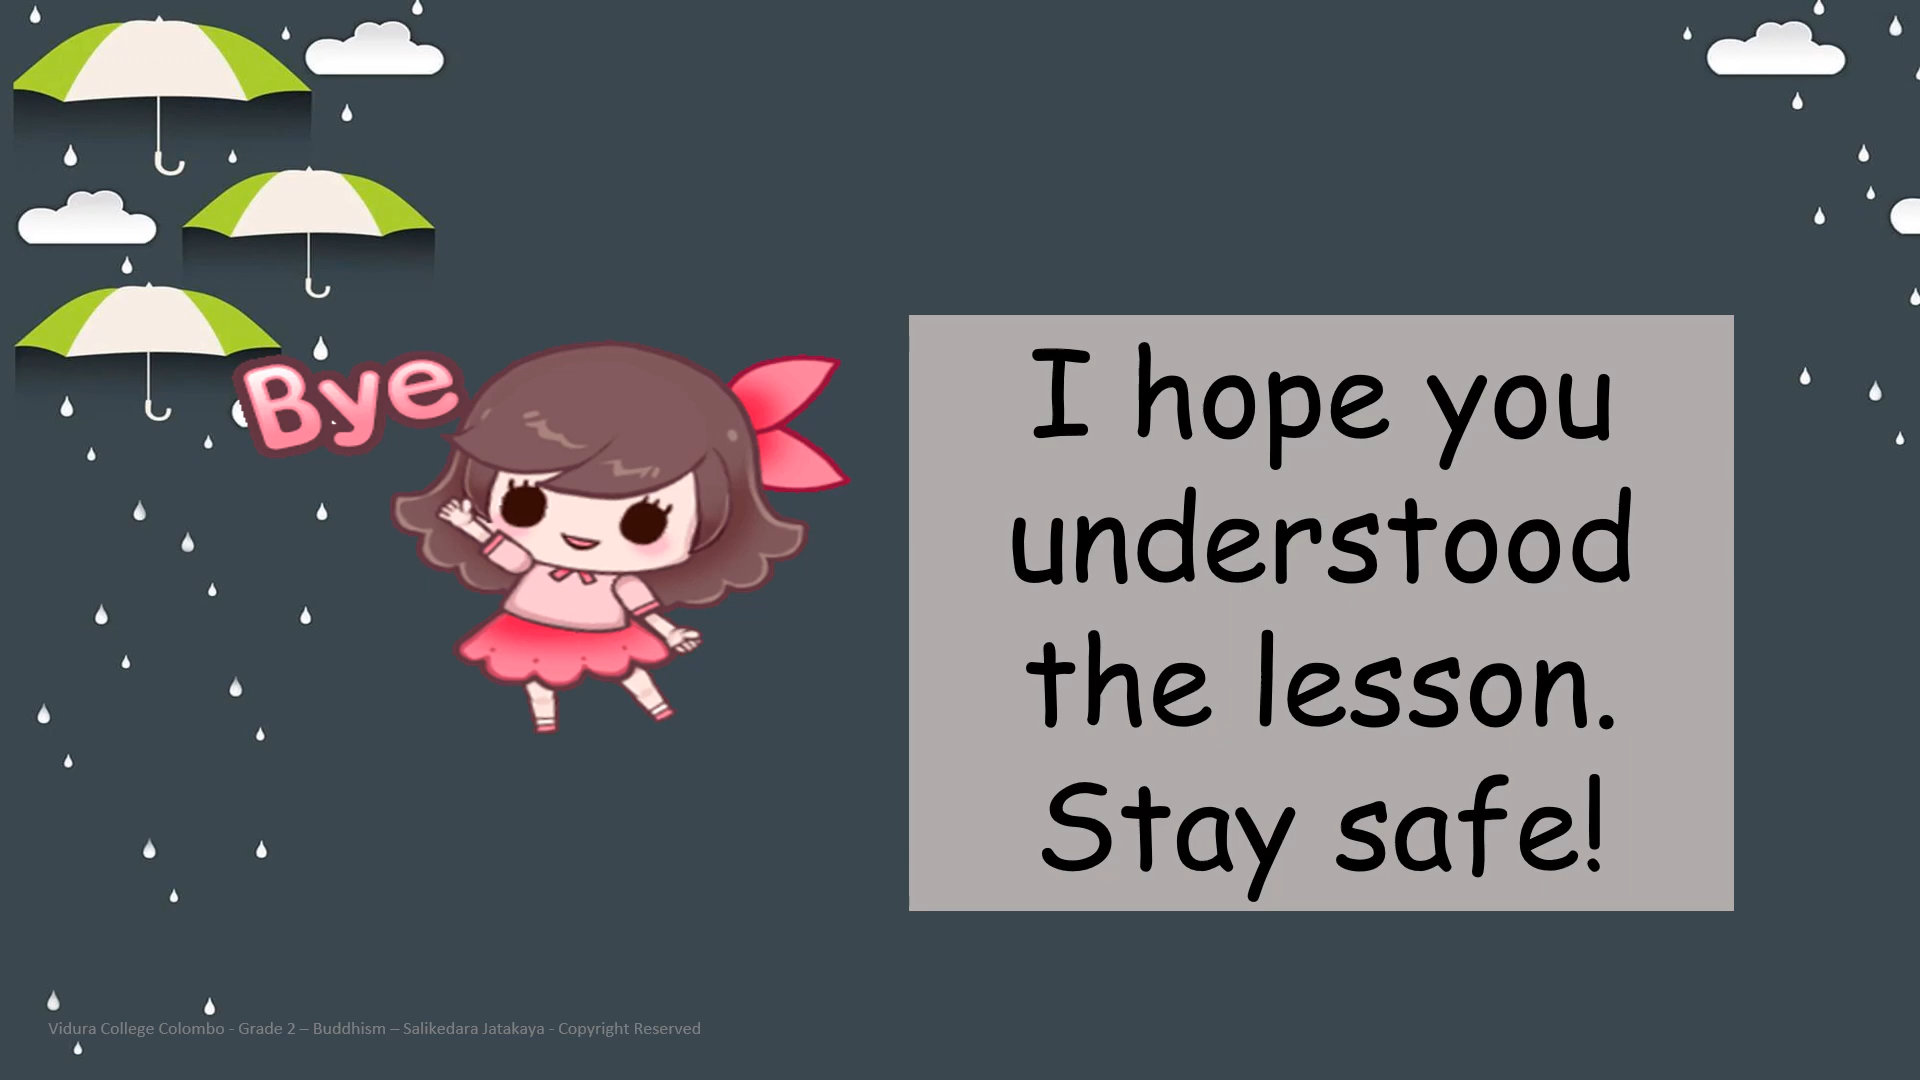 Bye
I hope you
understood
the lesson.
Stay safe!
Vidura College Colombo - Grade 2 – Buddhism – Salikedara Jatakaya - Copyright Reserved